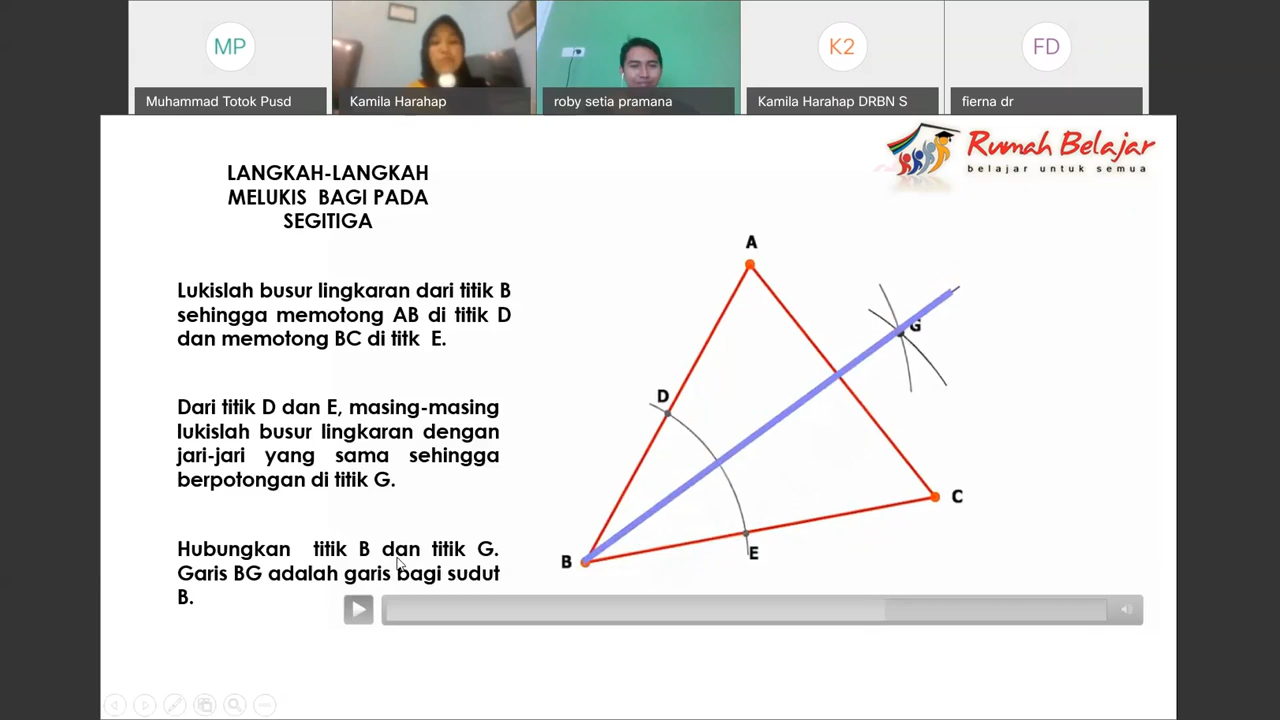 MP
K2
FD
Muhammad Totok Pusd
Kamila Harahap
roby setia pramana
Kamila Harahap DRBN S
fierna dr
Rumah Belajar
belajar untuk semua
LANGKAH-LANGKAH
MELUKIS BAGI PADA
SEGITIGA
Lukislah busur lingkaran dari titik B
sehingga memotong AB di titik D
dan memotong BC di titk E.
Dari titik D dan E, masing-masing
lukislah busur lingkaran dengan
jari-jari yang sama sehingga
berpotongan di titik G.
Hubungkan titik B dan titik G.
Garis BG adalah garis bagi sudut
B.
A
G
D
C
E
B